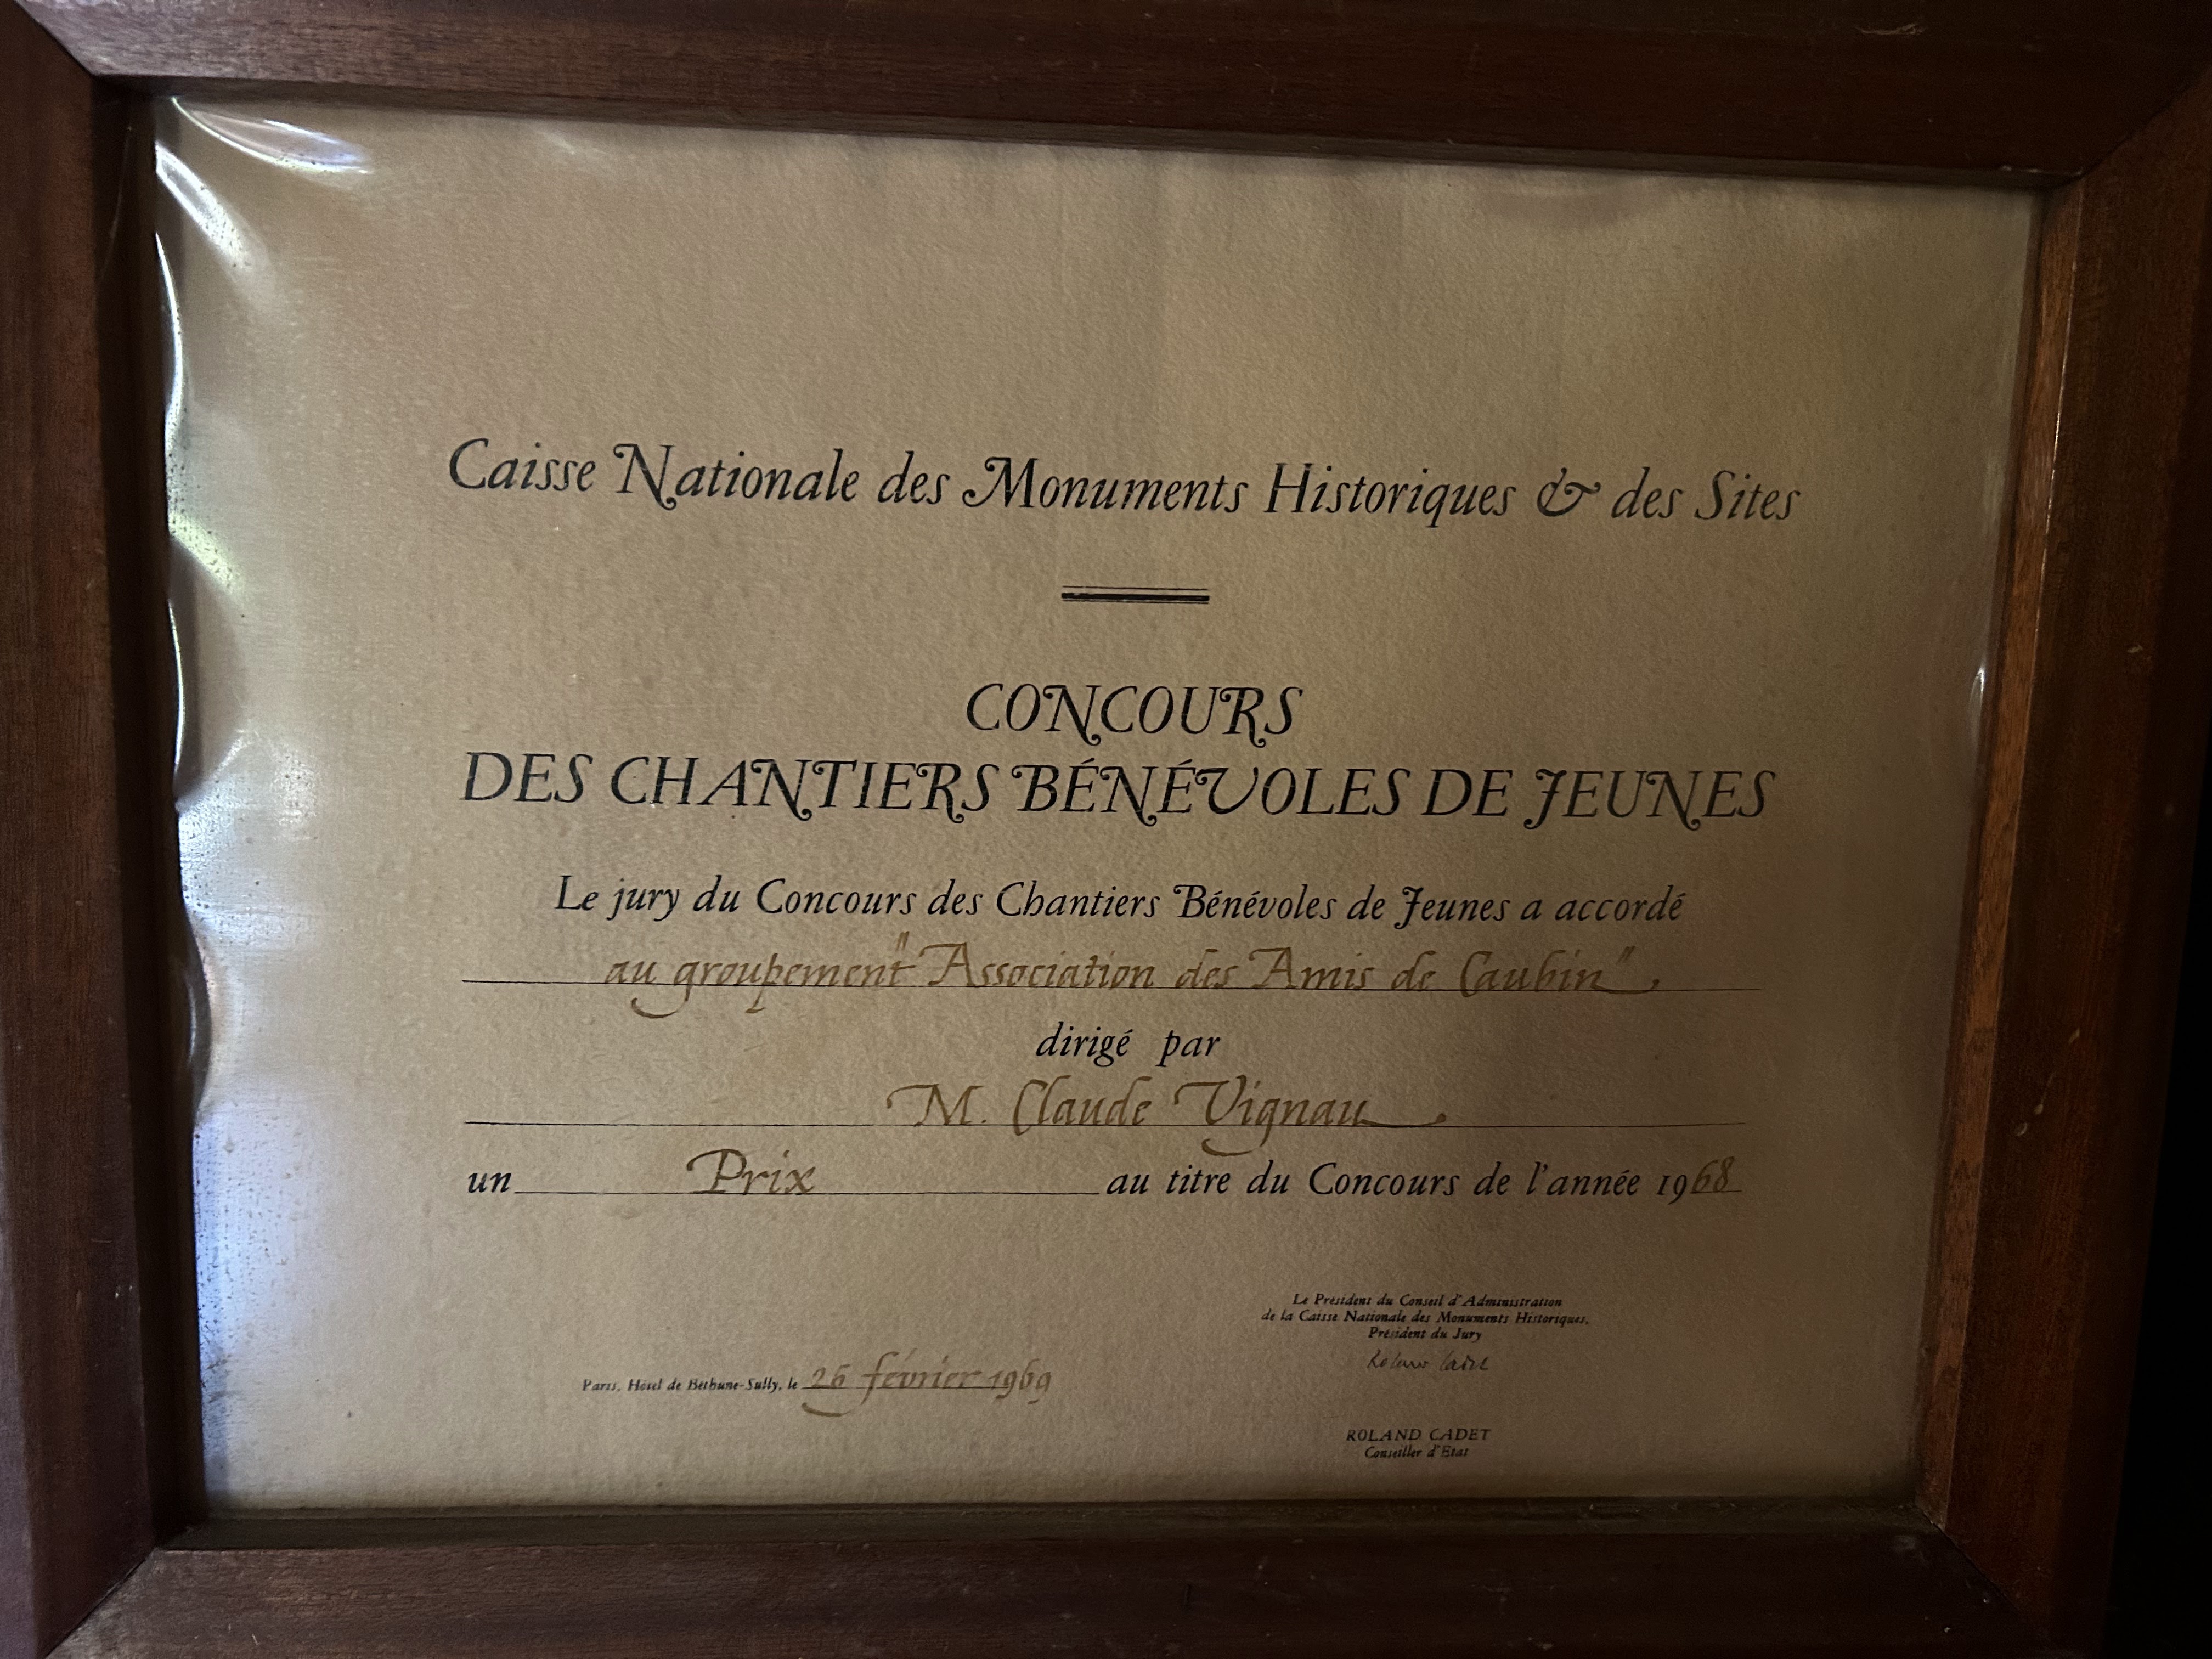 Caisse Nationale des Monuments Historiques & des Sites
CONCOURS
DES CHANTIERS BÉNÉVOLES DE JEUNES
Le jury du Concours des Chantiers Bénévoles de Jeunes a accordé
au groupement "Association des Amis de Caubin".
dirigé par
M. Claude Vignau.
un Prix au titre du Concours de l'année 1968
Le Président du Conseil d'Administration
de la Caisse Nationale des Monuments Historiques,
Président du Jury
Roland Cadet
Paris, Hôtel de Béthune-Sully, le 26 février 1969
ROLAND CADET
Conseiller d'Etat